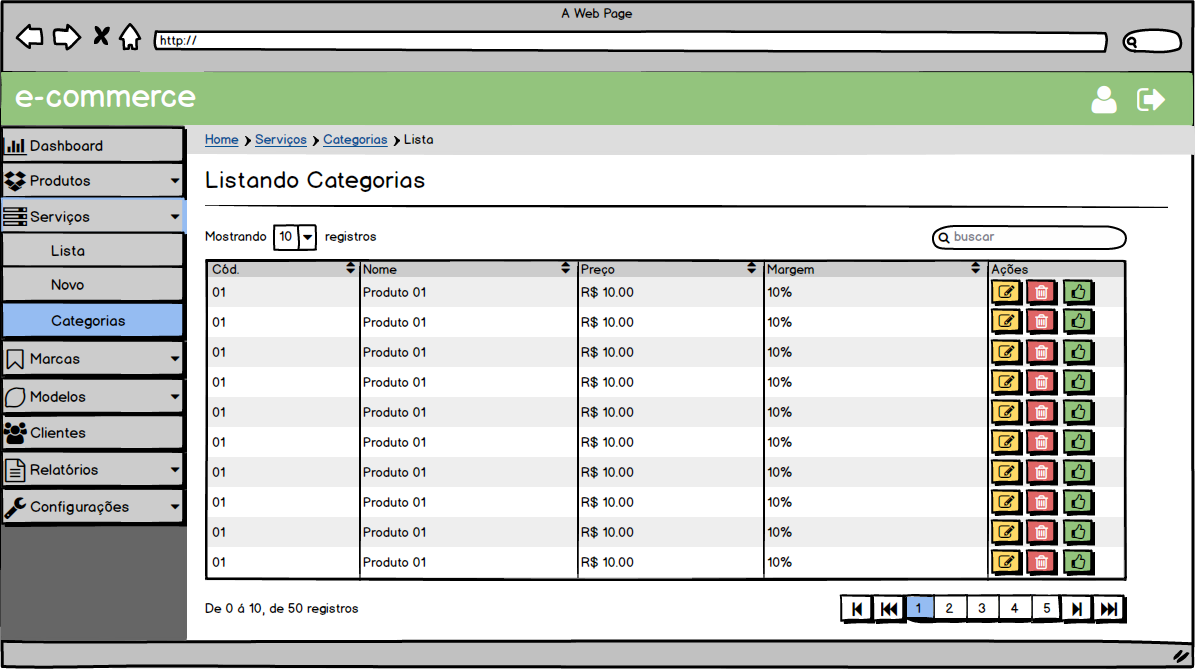 A Web Page
http://
e-commerce
Dashboard
Produtos
Serviços
Lista
Novo
Categorias
Marcas
Modelos
Clientes
Relatórios
Configurações
Home Serviços Categorias Lista
Listando Categorias
Mostrando 10 registros
buscar
Cód. Nome Preço Margem Ações
01 Produto 01 R$ 10.00 10%
01 Produto 01 R$ 10.00 10%
01 Produto 01 R$ 10.00 10%
01 Produto 01 R$ 10.00 10%
01 Produto 01 R$ 10.00 10%
01 Produto 01 R$ 10.00 10%
01 Produto 01 R$ 10.00 10%
01 Produto 01 R$ 10.00 10%
01 Produto 01 R$ 10.00 10%
01 Produto 01 R$ 10.00 10%
De 0 á 10, de 50 registros
1 2 3 4 5